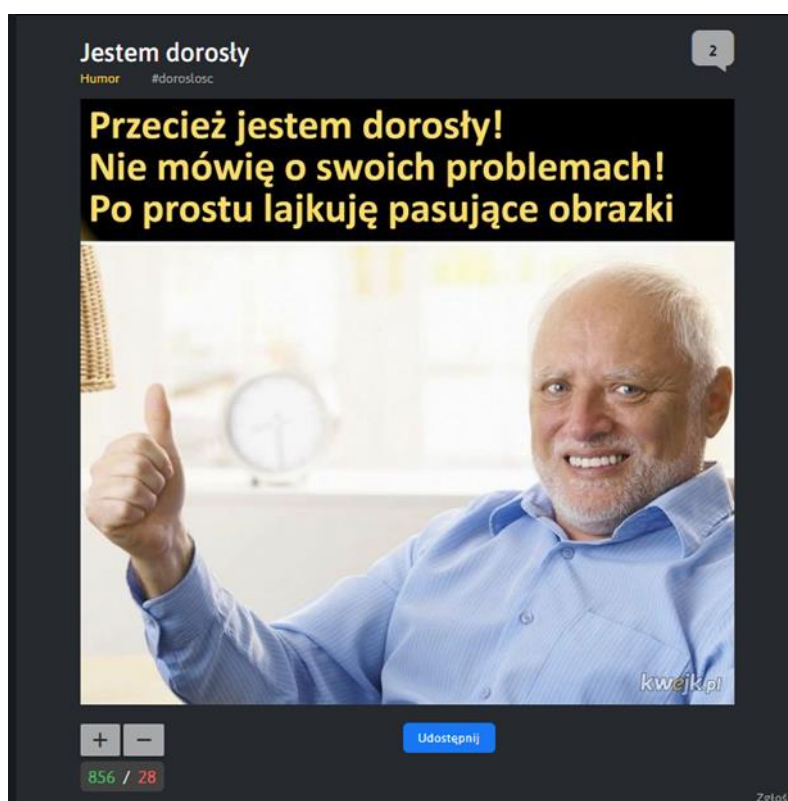 Jestem dorosły
2
Humor #doroslosc
Przecież jestem dorosły!
Nie mówię o swoich problemach!
Po prostu lajkuję pasujące obrazki
kwejk.pl
+ −
Udostępnij
856 / 28
Zgłoś